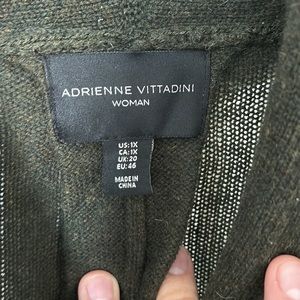 ADRIENNE VITTADINI
WOMAN
US: 1X
CA: 1X
UK: 20
EU: 46
MADE IN
CHINA